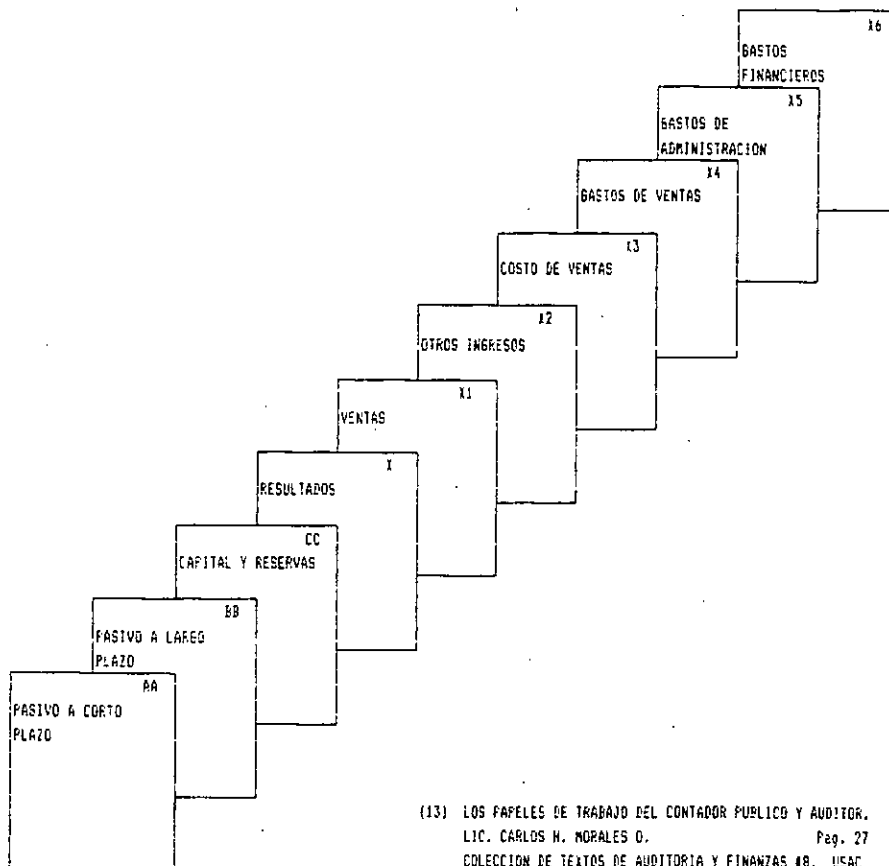 X6
GASTOS
FINANCIEROS
X5
GASTOS DE
ADMINISTRACION
X4
GASTOS DE VENTAS
X3
COSTO DE VENTAS
X2
OTROS INGRESOS
X1
VENTAS
X
RESULTADOS
CC
CAPITAL Y RESERVAS
BB
PASIVO A LARGO
PLAZO
AA
PASIVO A CORTO
PLAZO
(13) LOS PAPELES DE TRABAJO DEL CONTADOR PUBLICO Y AUDITOR.
LIC. CARLOS H. MORALES O. Pag. 27
COLECCION DE TEXTOS DE AUDITORIA Y FINANZAS #8. USAC